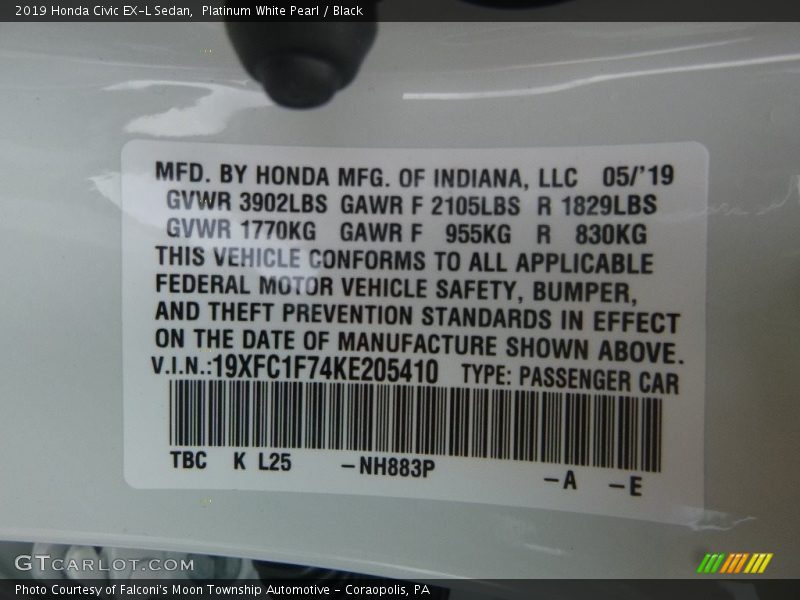 2019 Honda Civic EX-L Sedan,  Platinum White Pearl / Black
MFD. BY HONDA MFG. OF INDIANA, LLC 05/'19
GVWR 3902LBS GAWR F 2105LBS R 1829LBS
GVWR 1770KG GAWR F 955KG R 830KG
THIS VEHICLE CONFORMS TO ALL APPLICABLE
FEDERAL MOTOR VEHICLE SAFETY, BUMPER,
AND THEFT PREVENTION STANDARDS IN EFFECT
ON THE DATE OF MANUFACTURE SHOWN ABOVE.
V.I.N.:19XFC1F74KE205410 TYPE: PASSENGER CAR
TBC K L25 -NH883P -A -E
GTCARLOT.COM
Photo Courtesy of Falconi's Moon Township Automotive - Coraopolis, PA